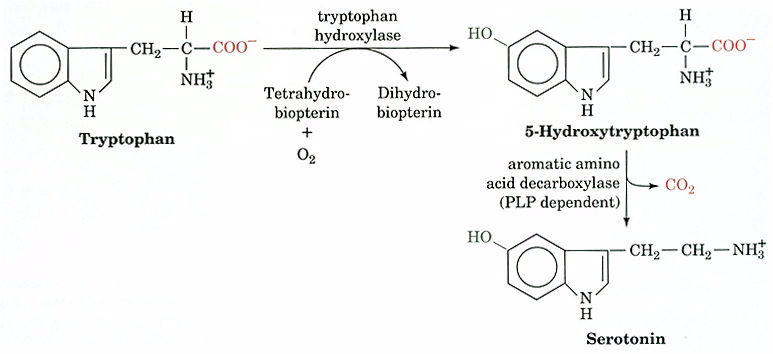 H
CH₂—C—COO⁻
NH₃⁺
N
H
Tryptophan
tryptophan
hydroxylase
Tetrahydro-
biopterin
+
O₂
Dihydro-
biopterin
HO
H
CH₂—C—COO⁻
NH₃⁺
N
H
5-Hydroxytryptophan
aromatic amino
acid decarboxylase
(PLP dependent)
CO₂
HO
CH₂—CH₂—NH₃⁺
N
H
Serotonin